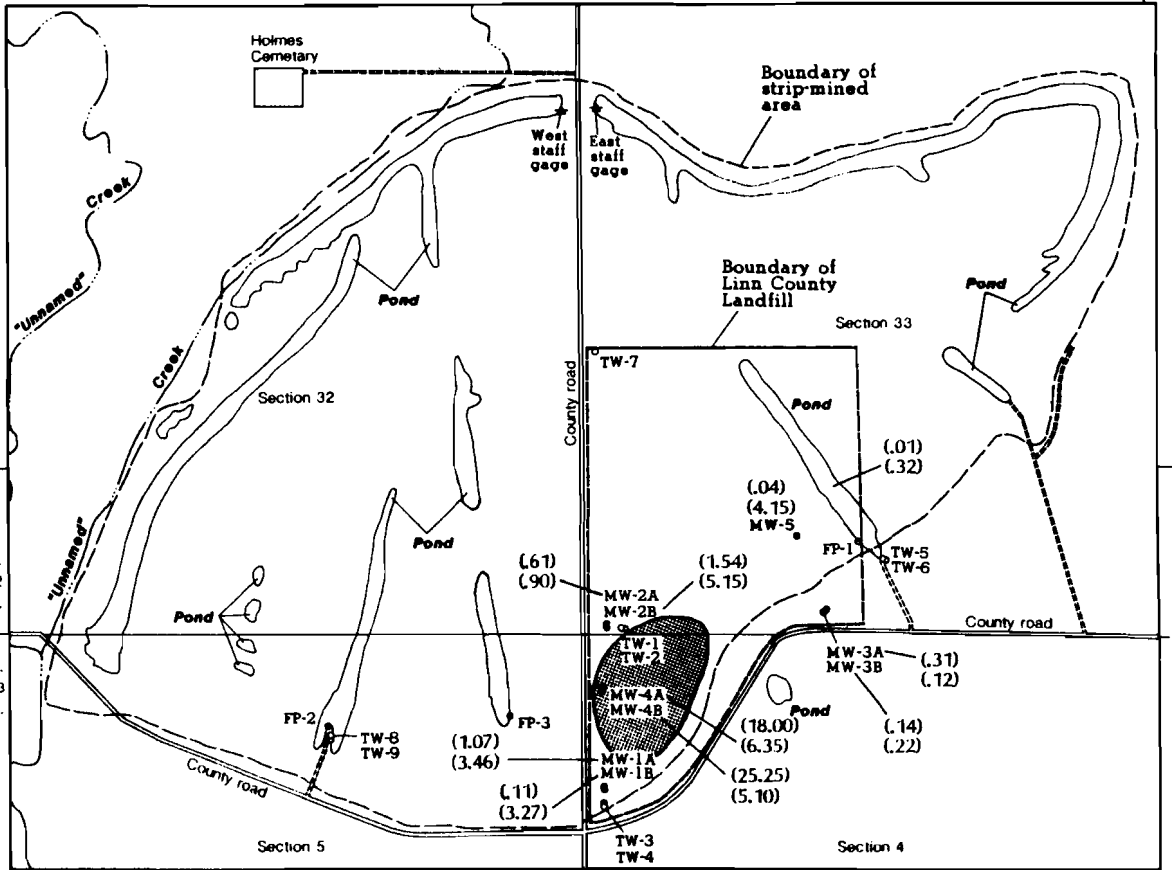 Holmes
Cemetary
Boundary of
strip-mined
area
West
staff
gage
East
staff
gage
Creek
"Unnamed"
Pond
Boundary of
Linn County
Landfill
Pond
Section 33
TW-7
Creek
Section 32
County road
Pond
(.01)
(.32)
(.04)
(4.15)
MW-5
Pond
FP-1
TW-5
TW-6
"Unnamed"
(.61)
(.90)
(1.54)
(5.15)
MW-2A
MW-2B
Pond
TW-1
TW-2
County road
MW-3A
MW-3B
(.31)
(.12)
MW-4A
MW-4B
Pond
(.14)
(.22)
FP-2
FP-3
TW-8
TW-9
(18.00)
(6.35)
(1.07)
(3.46)
MW-1A
MW-1B
(25.25)
(5.10)
County road
(.11)
(3.27)
TW-3
TW-4
Section 5
Section 4